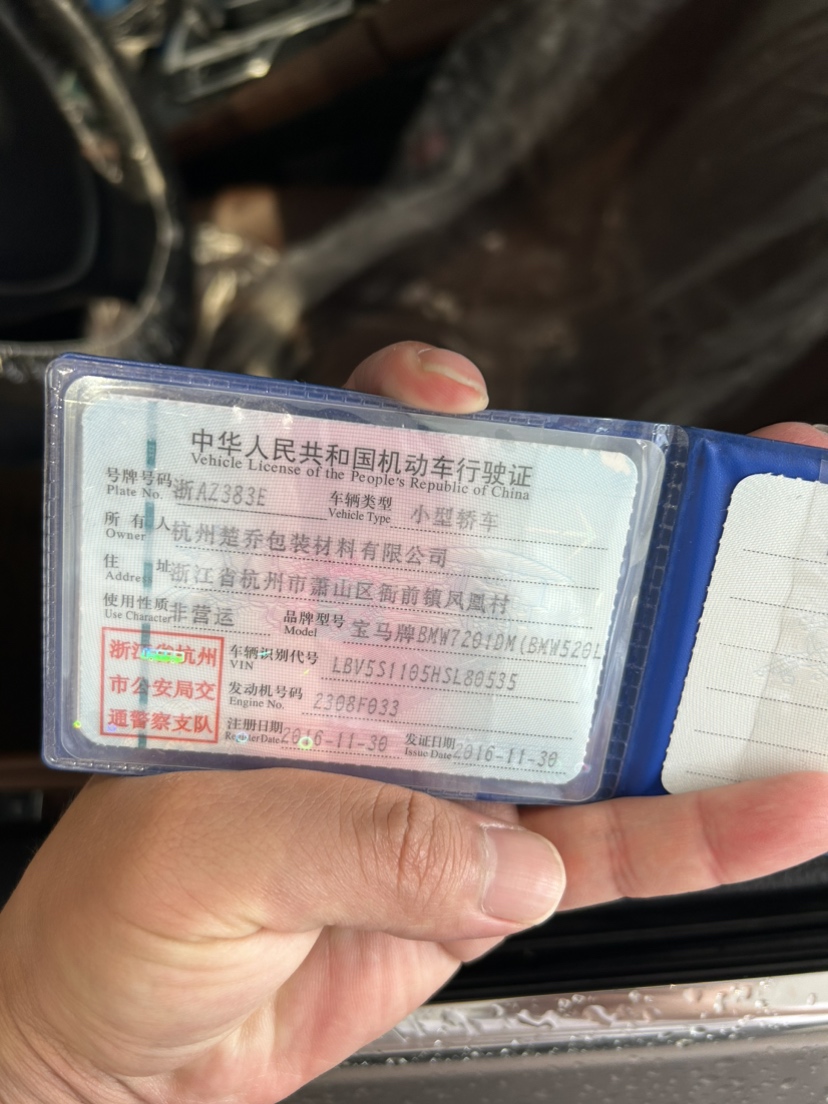 中华人民共和国机动车行驶证
Vehicle License of the People's Republic of China
号牌号码 浙AZ383E 车辆类型 小型轿车
Plate No. Vehicle Type
所有人 杭州楚乔包装材料有限公司
Owner
住址 浙江省杭州市萧山区衙前镇凤凰村
Address
使用性质 非营运 品牌型号 宝马牌BMW7201DM(BMW520L
Use Character Model
浙江省杭州
市公安局交
通警察支队
车辆识别代号 LBV5S1105HSL80535
VIN
发动机号码 2308F033
Engine No.
注册日期 2016-11-30 发证日期 2016-11-30
Register Date Issue Date